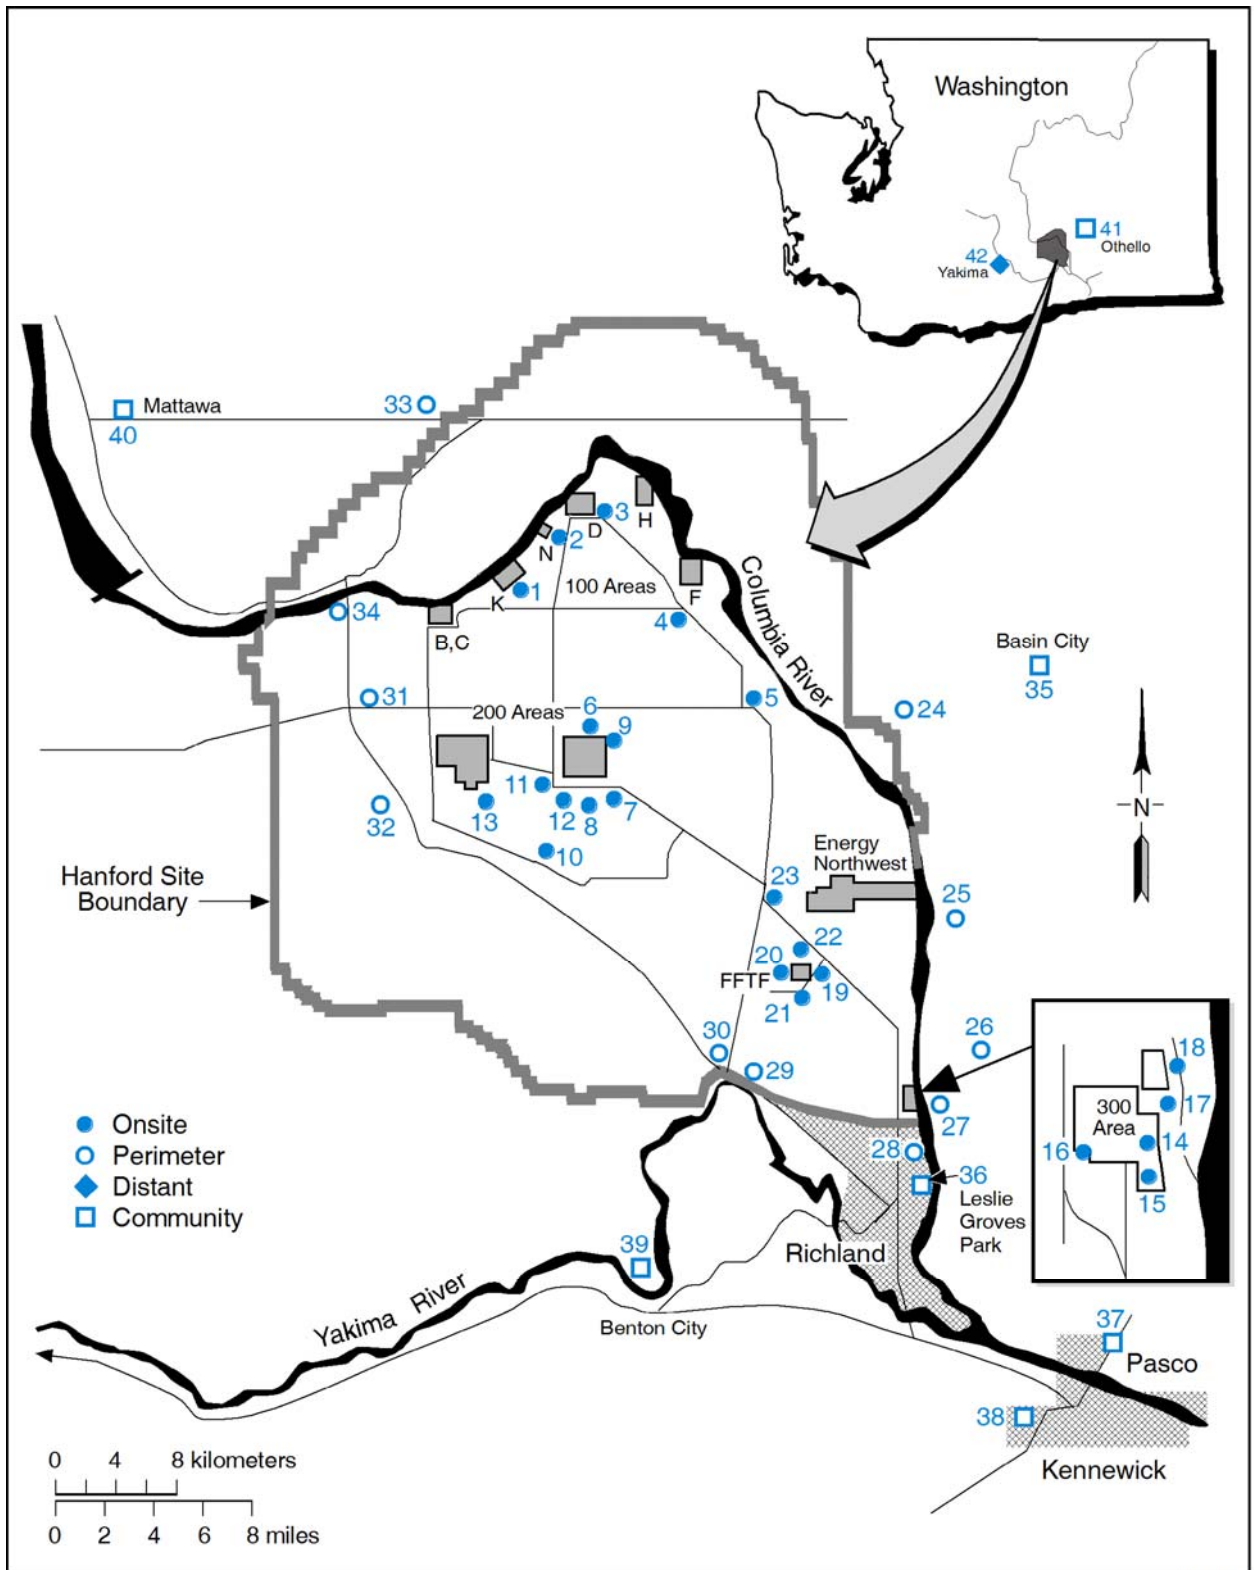 Washington
41
Othello
42
Yakima
Mattawa
40
33
3
H
D
2
N
100 Areas
F
K
1
34
4
B,C
Columbia River
Basin City
35
31
5
24
200 Areas
6
9
11
7
32
13
12
8
10
N
Energy
Northwest
Hanford Site
Boundary
23
25
22
20
FFTF
19
21
30
26
29
18
17
300
Area
14
16
15
27
28
36
Leslie
Groves
Park
Onsite
Perimeter
Distant
Community
39
Richland
Yakima River
Benton City
37
Pasco
38
Kennewick
0 4 8 kilometers
0 2 4 6 8 miles